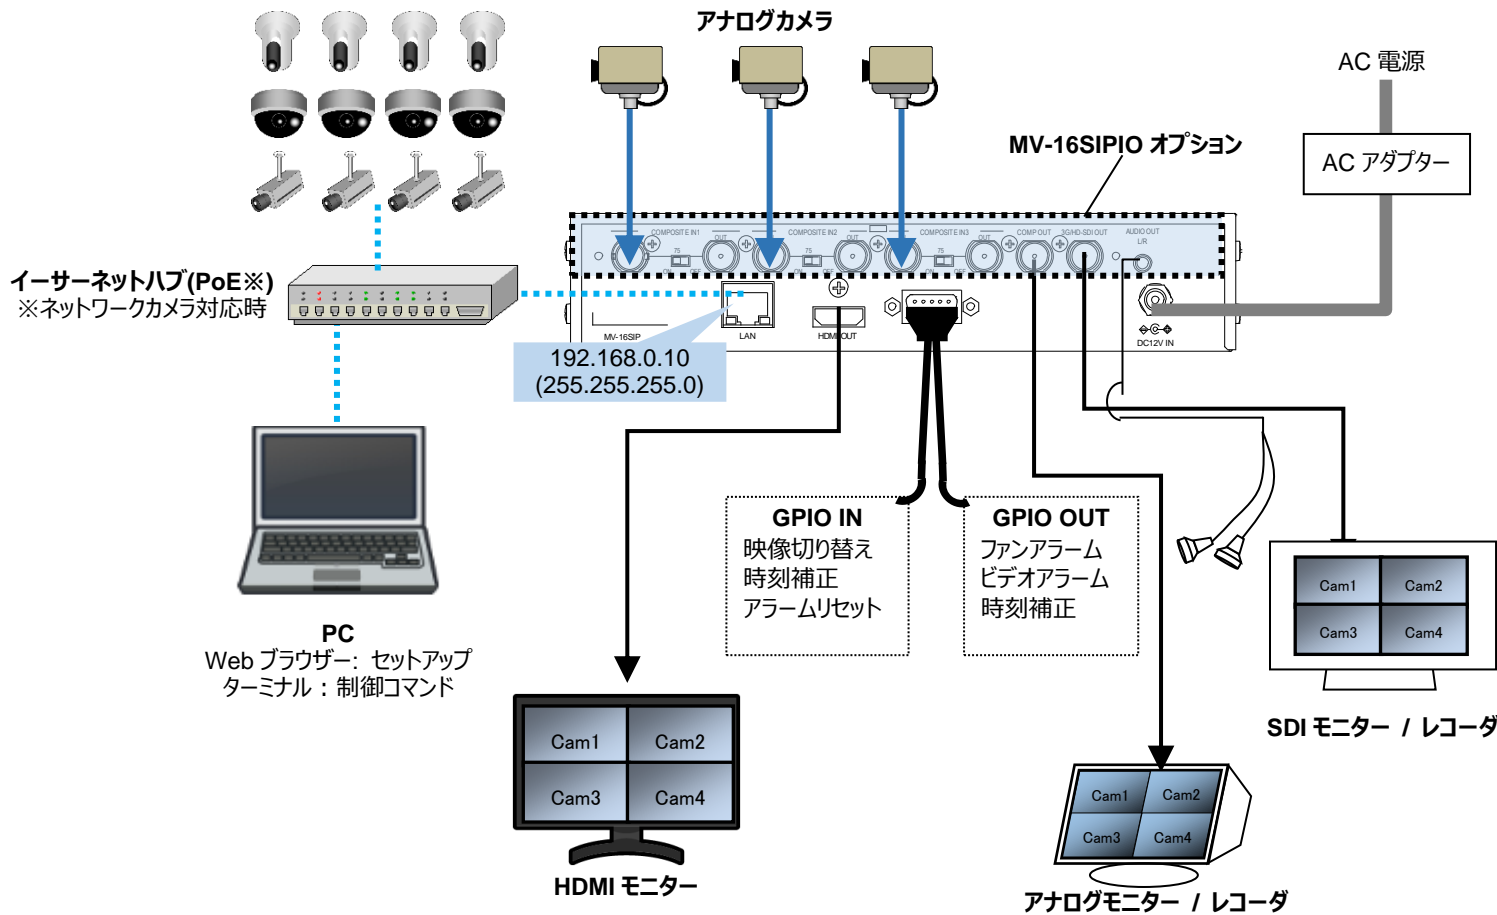 アナログカメラ
AC 電源
MV-16SIPIO オプション
AC アダプター
COMPOSITE IN1
OUT
COMPOSITE IN2
OUT
COMPOSITE IN3
OUT
COMP OUT
3G/HD-SDI OUT
AUDIO OUT
L/R
75
ON
OFF
75
ON
OFF
75
ON
OFF
イーサーネットハブ(PoE※)
※ネットワークカメラ対応時
MV-16SIP
LAN
HDMI OUT
DC12V IN
192.168.0.10
(255.255.255.0)
GPIO IN
映像切り替え
時刻補正
アラームリセット
GPIO OUT
ファンアラーム
ビデオアラーム
時刻補正
Cam1
Cam2
Cam3
Cam4
SDI モニター / レコーダ
PC
Web ブラウザー: セットアップ
ターミナル : 制御コマンド
Cam1
Cam2
Cam3
Cam4
HDMI モニター
Cam1
Cam2
Cam3
Cam4
アナログモニター / レコーダ